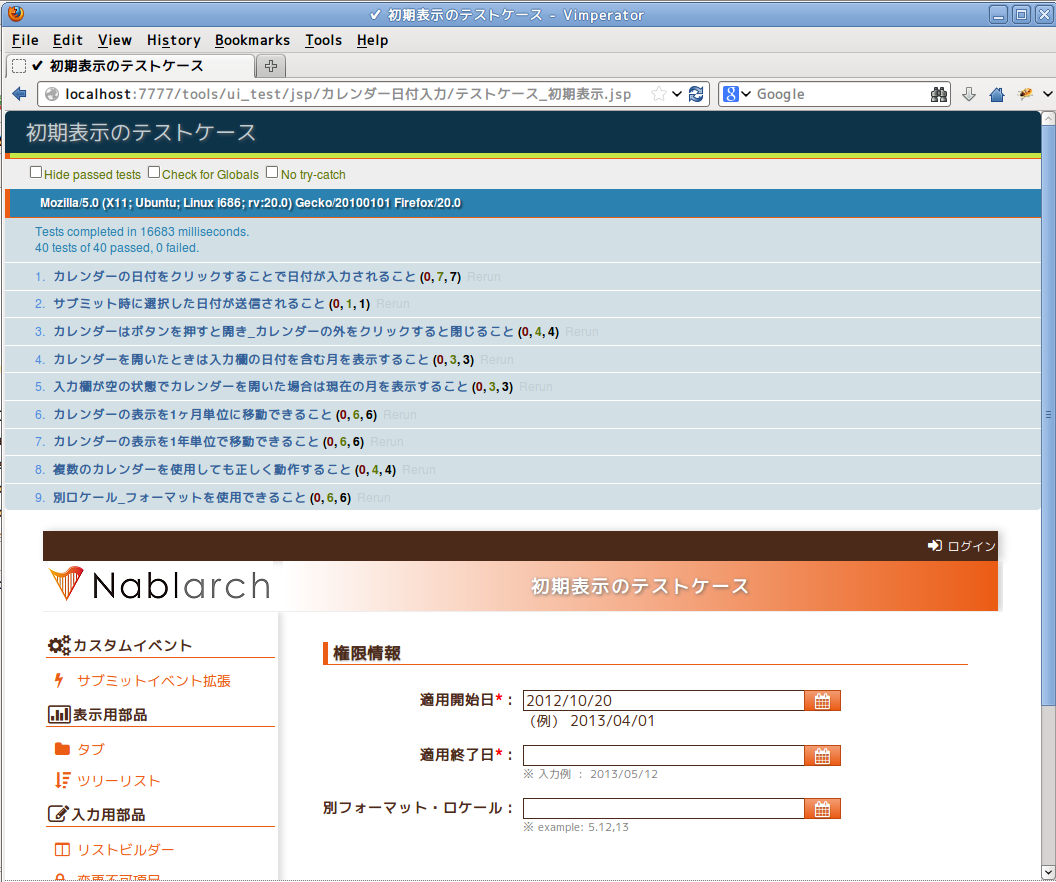 ✔ 初期表示のテストケース - Vimperator
File Edit View History Bookmarks Tools Help
✔ 初期表示のテストケース
localhost:7777/tools/ui_test/jsp/カレンダー日付入力/テストケース_初期表示.jsp Google
初期表示のテストケース
Hide passed tests Check for Globals No try-catch
Mozilla/5.0 (X11; Ubuntu; Linux i686; rv:20.0) Gecko/20100101 Firefox/20.0
Tests completed in 16683 milliseconds.
40 tests of 40 passed, 0 failed.
1. カレンダーの日付をクリックすることで日付が入力されること (0, 7, 7) Rerun
2. サブミット時に選択した日付が送信されること (0, 1, 1) Rerun
3. カレンダーはボタンを押すと開き_カレンダーの外をクリックすると閉じること (0, 4, 4) Rerun
4. カレンダーを開いたときは入力欄の日付を含む月を表示すること (0, 3, 3) Rerun
5. 入力欄が空の状態でカレンダーを開いた場合は現在の月を表示すること (0, 3, 3) Rerun
6. カレンダーの表示を1ヶ月単位に移動できること (0, 6, 6) Rerun
7. カレンダーの表示を1年単位で移動できること (0, 6, 6) Rerun
8. 複数のカレンダーを使用しても正しく動作すること (0, 4, 4) Rerun
9. 別ロケール_フォーマットを使用できること (0, 6, 6) Rerun
ログイン
Nablarch 初期表示のテストケース
カスタムイベント
サブミットイベント拡張
表示用部品
タブ
ツリーリスト
入力用部品
リストビルダー
変更不可項目
権限情報
適用開始日*： 2012/10/20
（例） 2013/04/01
適用終了日*：
※ 入力例 ： 2013/05/12
別フォーマット・ロケール：
※ example: 5.12,13